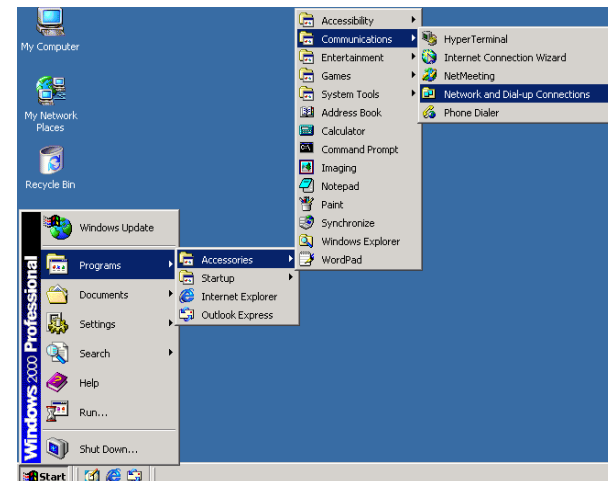 My Computer
My Network
Places
Recycle Bin
Windows 2000 Professional
Windows Update
Programs
Documents
Settings
Search
Help
Run...
Shut Down...
Start
Accessories
Startup
Internet Explorer
Outlook Express
Accessibility
Communications
Entertainment
Games
System Tools
Address Book
Calculator
Command Prompt
Imaging
Notepad
Paint
Synchronize
Windows Explorer
WordPad
HyperTerminal
Internet Connection Wizard
NetMeeting
Network and Dial-up Connections
Phone Dialer